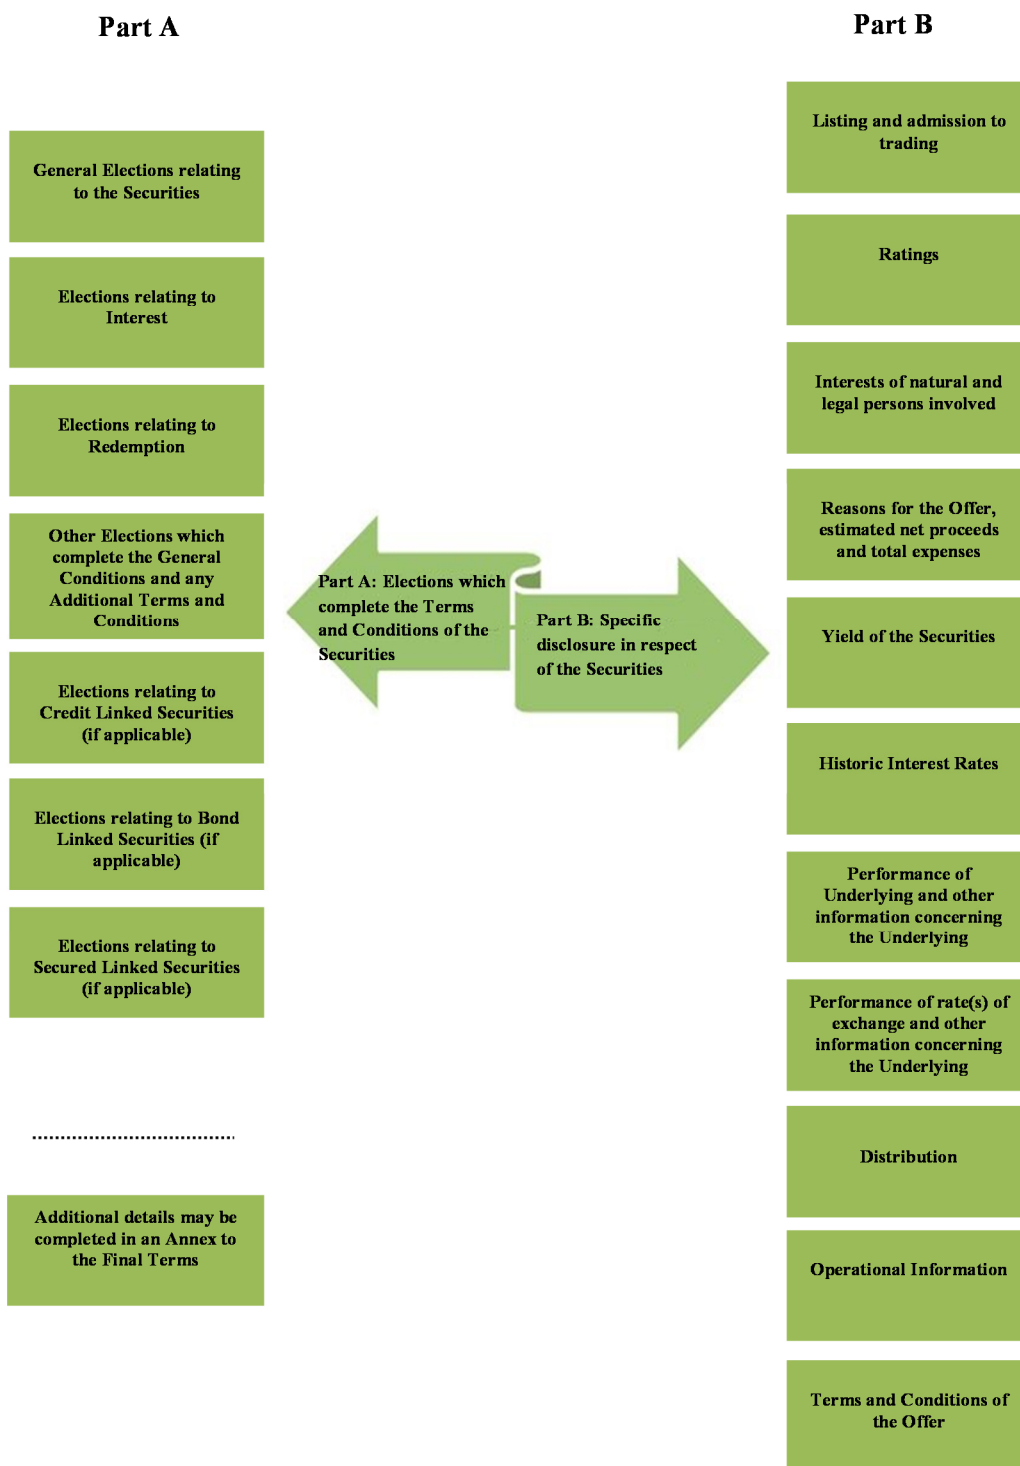 Part A
General Elections relating
to the Securities
Elections relating to
Interest
Elections relating to
Redemption
Other Elections which
complete the General
Conditions and any
Additional Terms and
Conditions
Elections relating to
Credit Linked Securities
(if applicable)
Elections relating to Bond
Linked Securities (if
applicable)
Elections relating to
Secured Linked Securities
(if applicable)
Additional details may be
completed in an Annex to
the Final Terms
Part A: Elections which
complete the Terms
and Conditions of the
Securities
Part B: Specific
disclosure in respect
of the Securities
Part B
Listing and admission to
trading
Ratings
Interests of natural and
legal persons involved
Reasons for the Offer,
estimated net proceeds
and total expenses
Yield of the Securities
Historic Interest Rates
Performance of
Underlying and other
information concerning
the Underlying
Performance of rate(s) of
exchange and other
information concerning
the Underlying
Distribution
Operational Information
Terms and Conditions of
the Offer